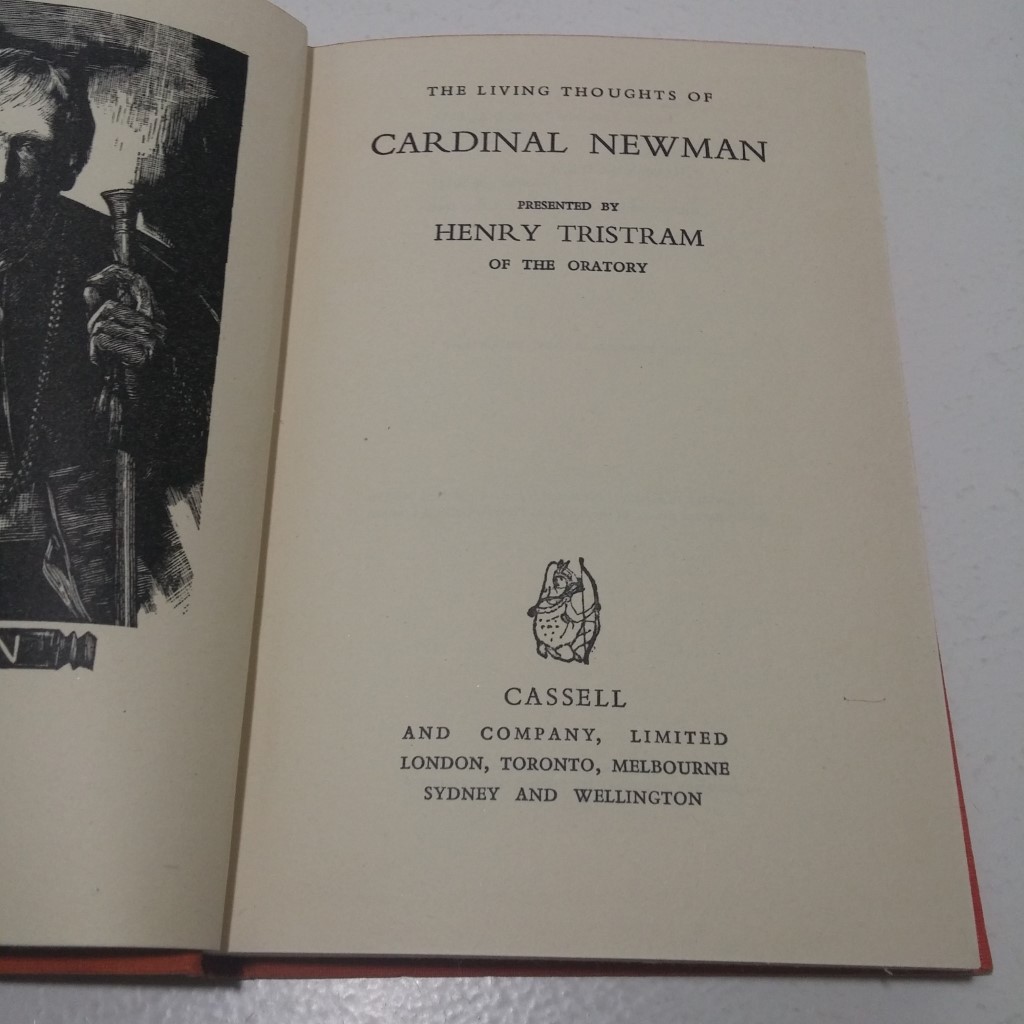 N
THE LIVING THOUGHTS OF
CARDINAL NEWMAN
PRESENTED BY
HENRY TRISTRAM
OF THE ORATORY
CASSELL
AND COMPANY, LIMITED
LONDON, TORONTO, MELBOURNE
SYDNEY AND WELLINGTON